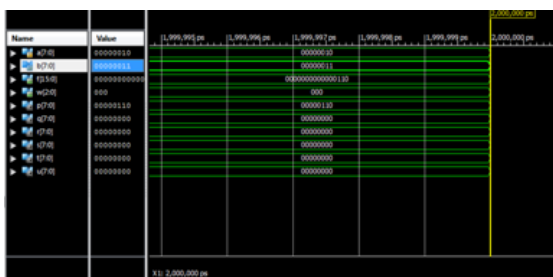 2,000,000 ps
Name Value 1,999,995 ps 1,999,996 ps 1,999,997 ps 1,999,998 ps 1,999,999 ps 2,000,000 ps
a[7:0] 00000010 00000010
b[7:0] 00000011 00000011
f[15:0] 00000000000 0000000000000110
w[2:0] 000 000
p[7:0] 00000110 00000110
q[7:0] 00000000 00000000
r[7:0] 00000000 00000000
s[7:0] 00000000 00000000
t[7:0] 00000000 00000000
u[7:0] 00000000 00000000
X1: 2,000,000 ps